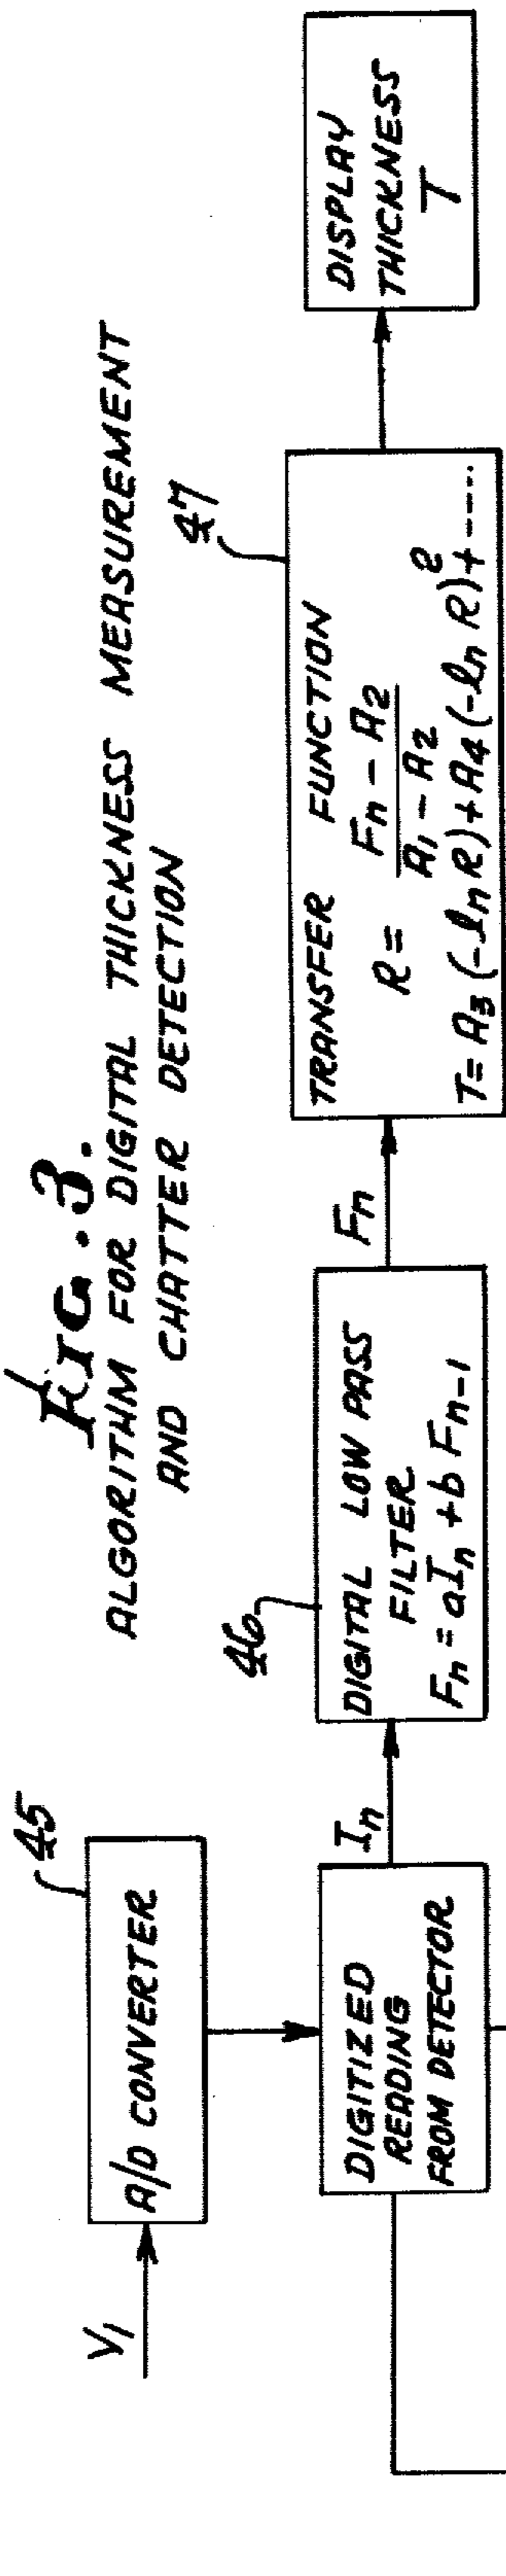 FIG. 3.
ALGORITHM FOR DIGITAL THICKNESS MEASUREMENT
AND CHATTER DETECTION
V1
45
A/D CONVERTER
DIGITIZED
READING
FROM DETECTOR
In
46
DIGITAL LOW PASS
FILTER
Fn = aIn + b Fn-1
Fn
47
TRANSFER FUNCTION
R = Fn - A2
A1 - A2
T= A3 (-ln R) + A4 (-ln R)2 + ----
DISPLAY
THICKNESS
T